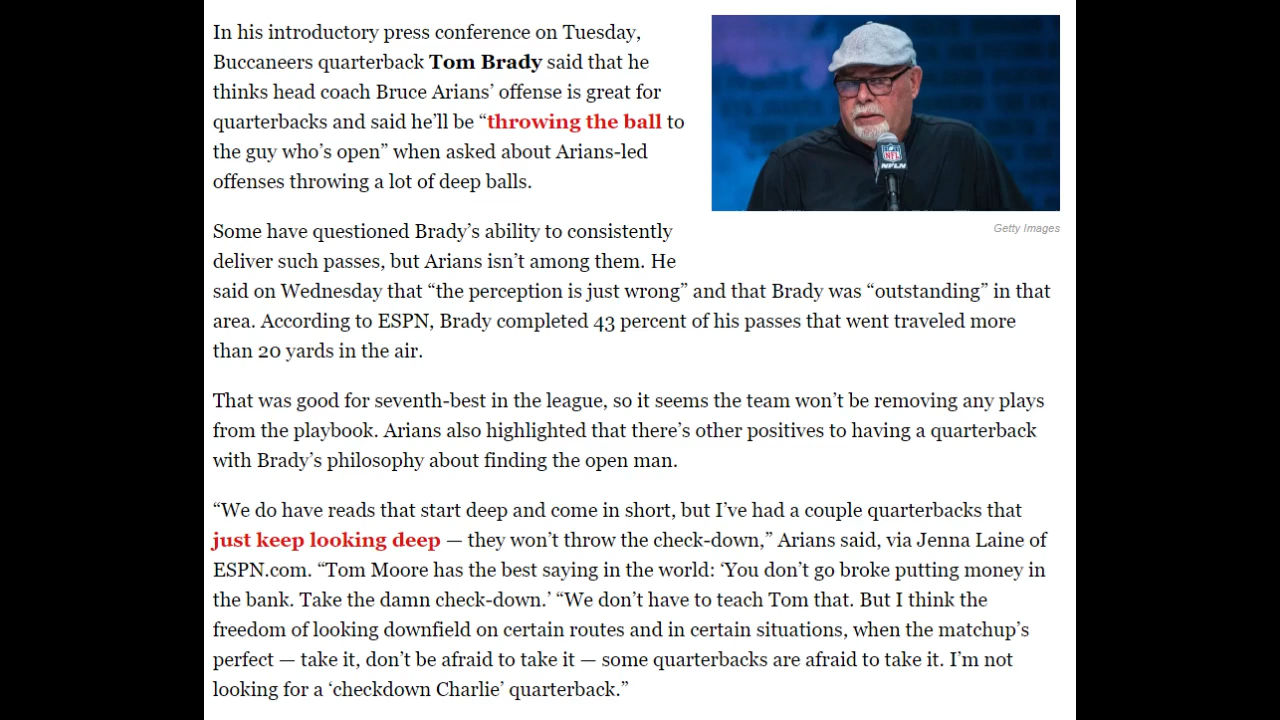 In his introductory press conference on Tuesday,
Buccaneers quarterback Tom Brady said that he
thinks head coach Bruce Arians’ offense is great for
quarterbacks and said he’ll be “throwing the ball to
the guy who’s open” when asked about Arians-led
offenses throwing a lot of deep balls.
NFL
NFLN
Getty Images
Some have questioned Brady’s ability to consistently
deliver such passes, but Arians isn’t among them. He
said on Wednesday that “the perception is just wrong” and that Brady was “outstanding” in that
area. According to ESPN, Brady completed 43 percent of his passes that went traveled more
than 20 yards in the air.
That was good for seventh-best in the league, so it seems the team won’t be removing any plays
from the playbook. Arians also highlighted that there’s other positives to having a quarterback
with Brady’s philosophy about finding the open man.
“We do have reads that start deep and come in short, but I’ve had a couple quarterbacks that
just keep looking deep — they won’t throw the check-down,” Arians said, via Jenna Laine of
ESPN.com. “Tom Moore has the best saying in the world: ‘You don’t go broke putting money in
the bank. Take the damn check-down.’ “We don’t have to teach Tom that. But I think the
freedom of looking downfield on certain routes and in certain situations, when the matchup’s
perfect — take it, don’t be afraid to take it — some quarterbacks are afraid to take it. I’m not
looking for a ‘checkdown Charlie’ quarterback.”